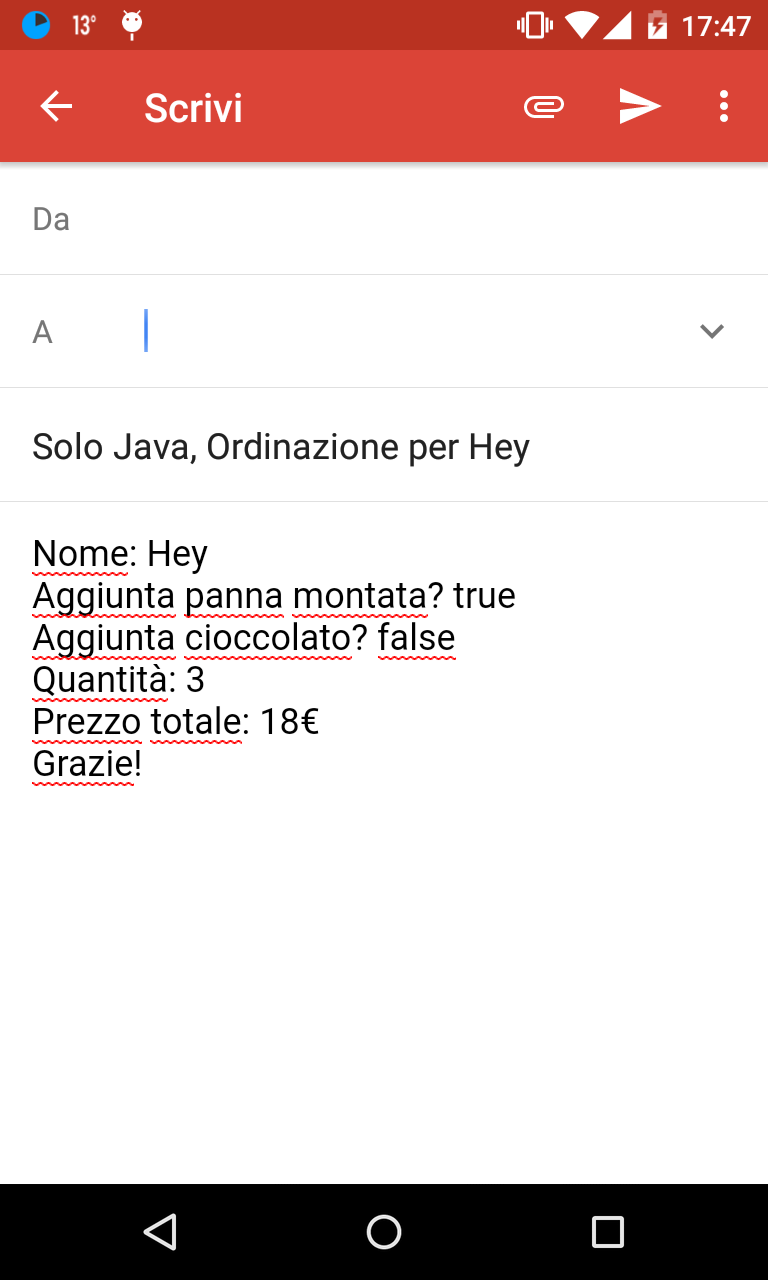 13° 17:47
Scrivi
Da
A
Solo Java, Ordinazione per Hey
Nome: Hey
Aggiunta panna montata? true
Aggiunta cioccolato? false
Quantità: 3
Prezzo totale: 18€
Grazie!